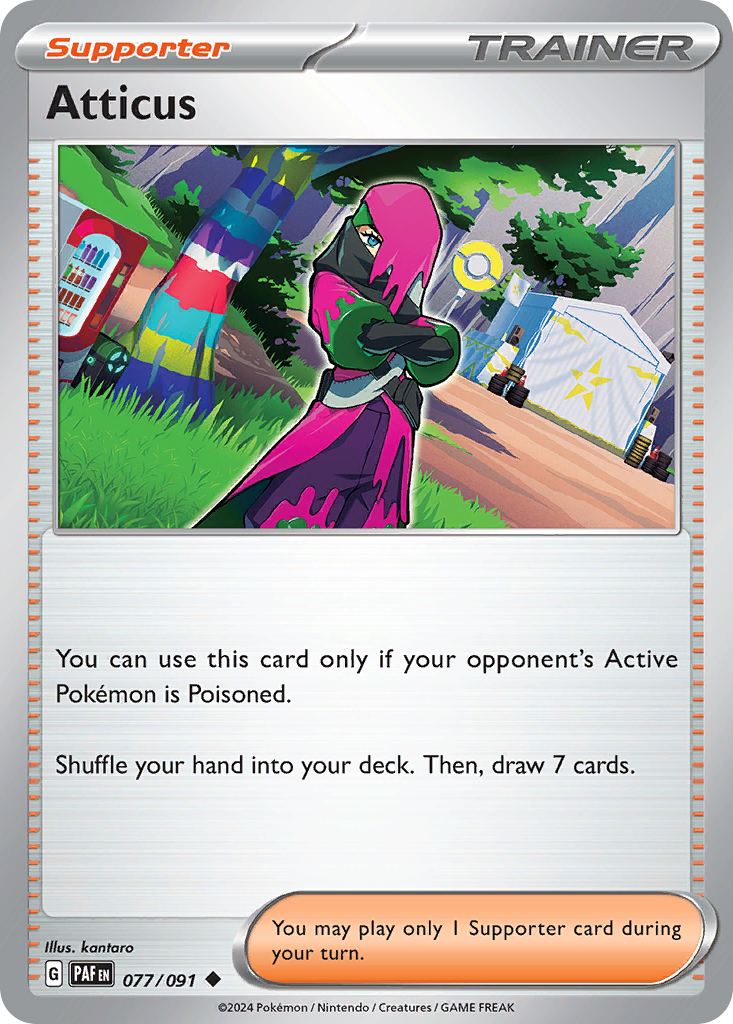 Supporter TRAINER
Atticus
You can use this card only if your opponent's Active
Pokémon is Poisoned.
Shuffle your hand into your deck. Then, draw 7 cards.
You may play only 1 Supporter card during
your turn.
Illus. kantaro
G PAF EN 077/091
©2024 Pokémon / Nintendo / Creatures / GAME FREAK